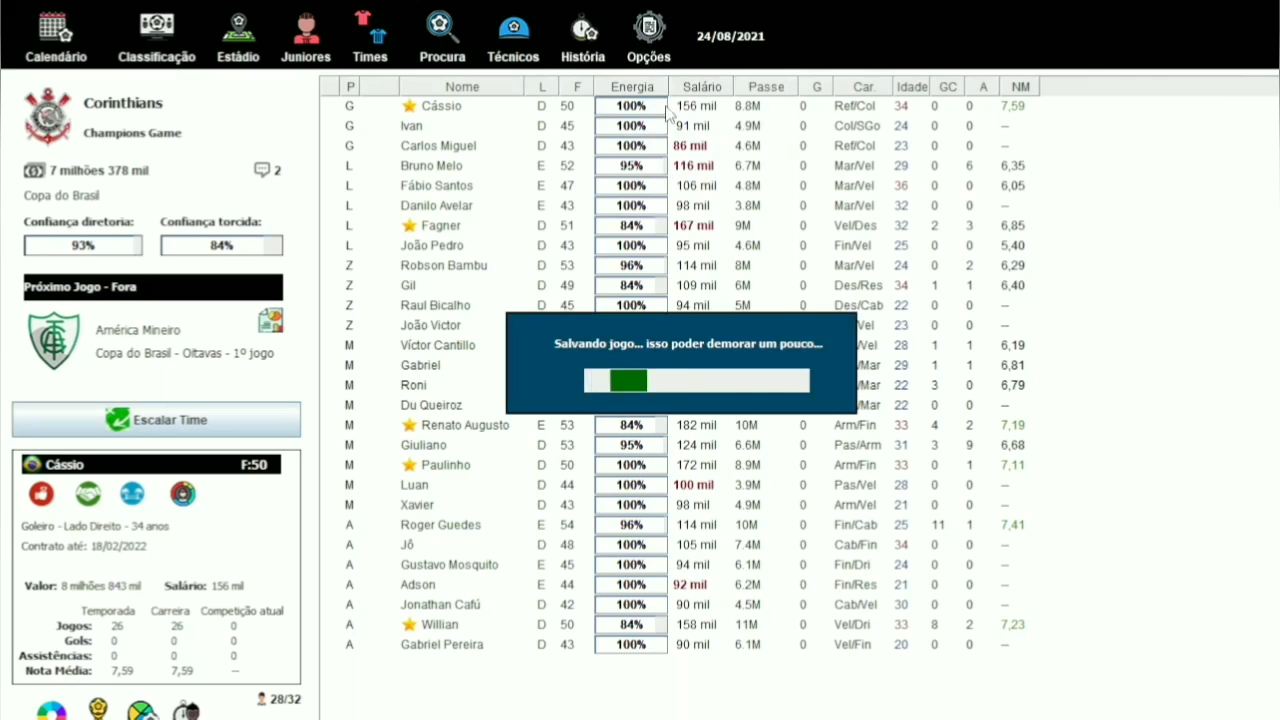 Calendário Classificação Estádio Juniores Times Procura Técnicos História Opções 24/08/2021
Corinthians
Champions Game
7 milhões 378 mil 2
Copa do Brasil
Confiança diretoria: Confiança torcida:
93% 84%
Próximo Jogo - Fora
América Mineiro
Copa do Brasil - Oitavas - 1º jogo
Escalar Time
Cássio F:50
Goleiro - Lado Direito - 34 anos
Contrato até: 18/02/2022
Valor: 8 milhões 843 mil Salário: 156 mil
Temporada Carreira Competição atual
Jogos: 26 26 0
Gols: 0 0 0
Assistências: 0 0 0
Nota Média: 7,59 7,59 --
28/32
P Nome L F Energia Salário Passe G Car. Idade GC A NM
G Cássio D 50 100% 156 mil 8.8M 0 Ref/Col 34 0 0 7,59
G Ivan D 45 100% 91 mil 4.9M 0 Col/SGo 24 0 0 --
G Carlos Miguel D 43 100% 86 mil 4.6M 0 Ref/Col 23 0 0 --
L Bruno Melo E 52 95% 116 mil 6.7M 0 Mar/Vel 29 0 6 6,35
L Fábio Santos E 47 100% 106 mil 4.8M 0 Mar/Vel 36 0 0 6,05
L Danilo Avelar E 43 100% 98 mil 3.8M 0 Mar/Vel 32 0 0 --
L Fagner D 51 84% 167 mil 9M 0 Vel/Des 32 2 3 6,85
L João Pedro D 43 100% 95 mil 4.6M 0 Fin/Vel 25 0 0 5,40
Z Robson Bambu D 53 96% 114 mil 8M 0 Mar/Vel 24 0 2 6,29
Z Gil D 49 84% 109 mil 6M 0 Des/Res 34 1 1 6,40
Z Raul Bicalho D 45 100% 94 mil 5M 0 Des/Cab 22 0 0 --
Z João Victor /Vel 23 0 0 --
M Víctor Cantillo /Vel 28 1 1 6,19
M Gabriel /Mar 29 1 1 6,81
M Roni /Mar 22 3 0 6,79
M Du Queiroz /Mar 22 0 0 --
Salvando jogo... isso poder demorar um pouco...
M Renato Augusto E 53 84% 182 mil 10M 0 Arm/Fin 33 4 2 7,19
M Giuliano D 53 95% 124 mil 6.6M 0 Pas/Arm 31 3 9 6,68
M Paulinho D 50 100% 172 mil 8.9M 0 Arm/Fin 33 0 1 7,11
M Luan D 44 100% 100 mil 3.9M 0 Pas/Vel 28 0 0 --
M Xavier D 43 100% 98 mil 4.9M 0 Arm/Vel 21 0 0 --
A Roger Guedes E 54 96% 114 mil 10M 0 Fin/Cab 25 11 1 7,41
A Jô D 48 100% 105 mil 7.4M 0 Cab/Fin 34 0 0 --
A Gustavo Mosquito E 45 100% 94 mil 6.1M 0 Fin/Dri 24 0 0 --
A Adson E 44 100% 92 mil 6.2M 0 Fin/Res 21 0 0 --
A Jonathan Cafú D 42 100% 90 mil 4.5M 0 Cab/Vel 30 0 0 --
A Willian D 50 84% 158 mil 11M 0 Vel/Dri 33 8 2 7,23
A Gabriel Pereira D 43 100% 90 mil 6.1M 0 Vel/Fin 20 0 0 --